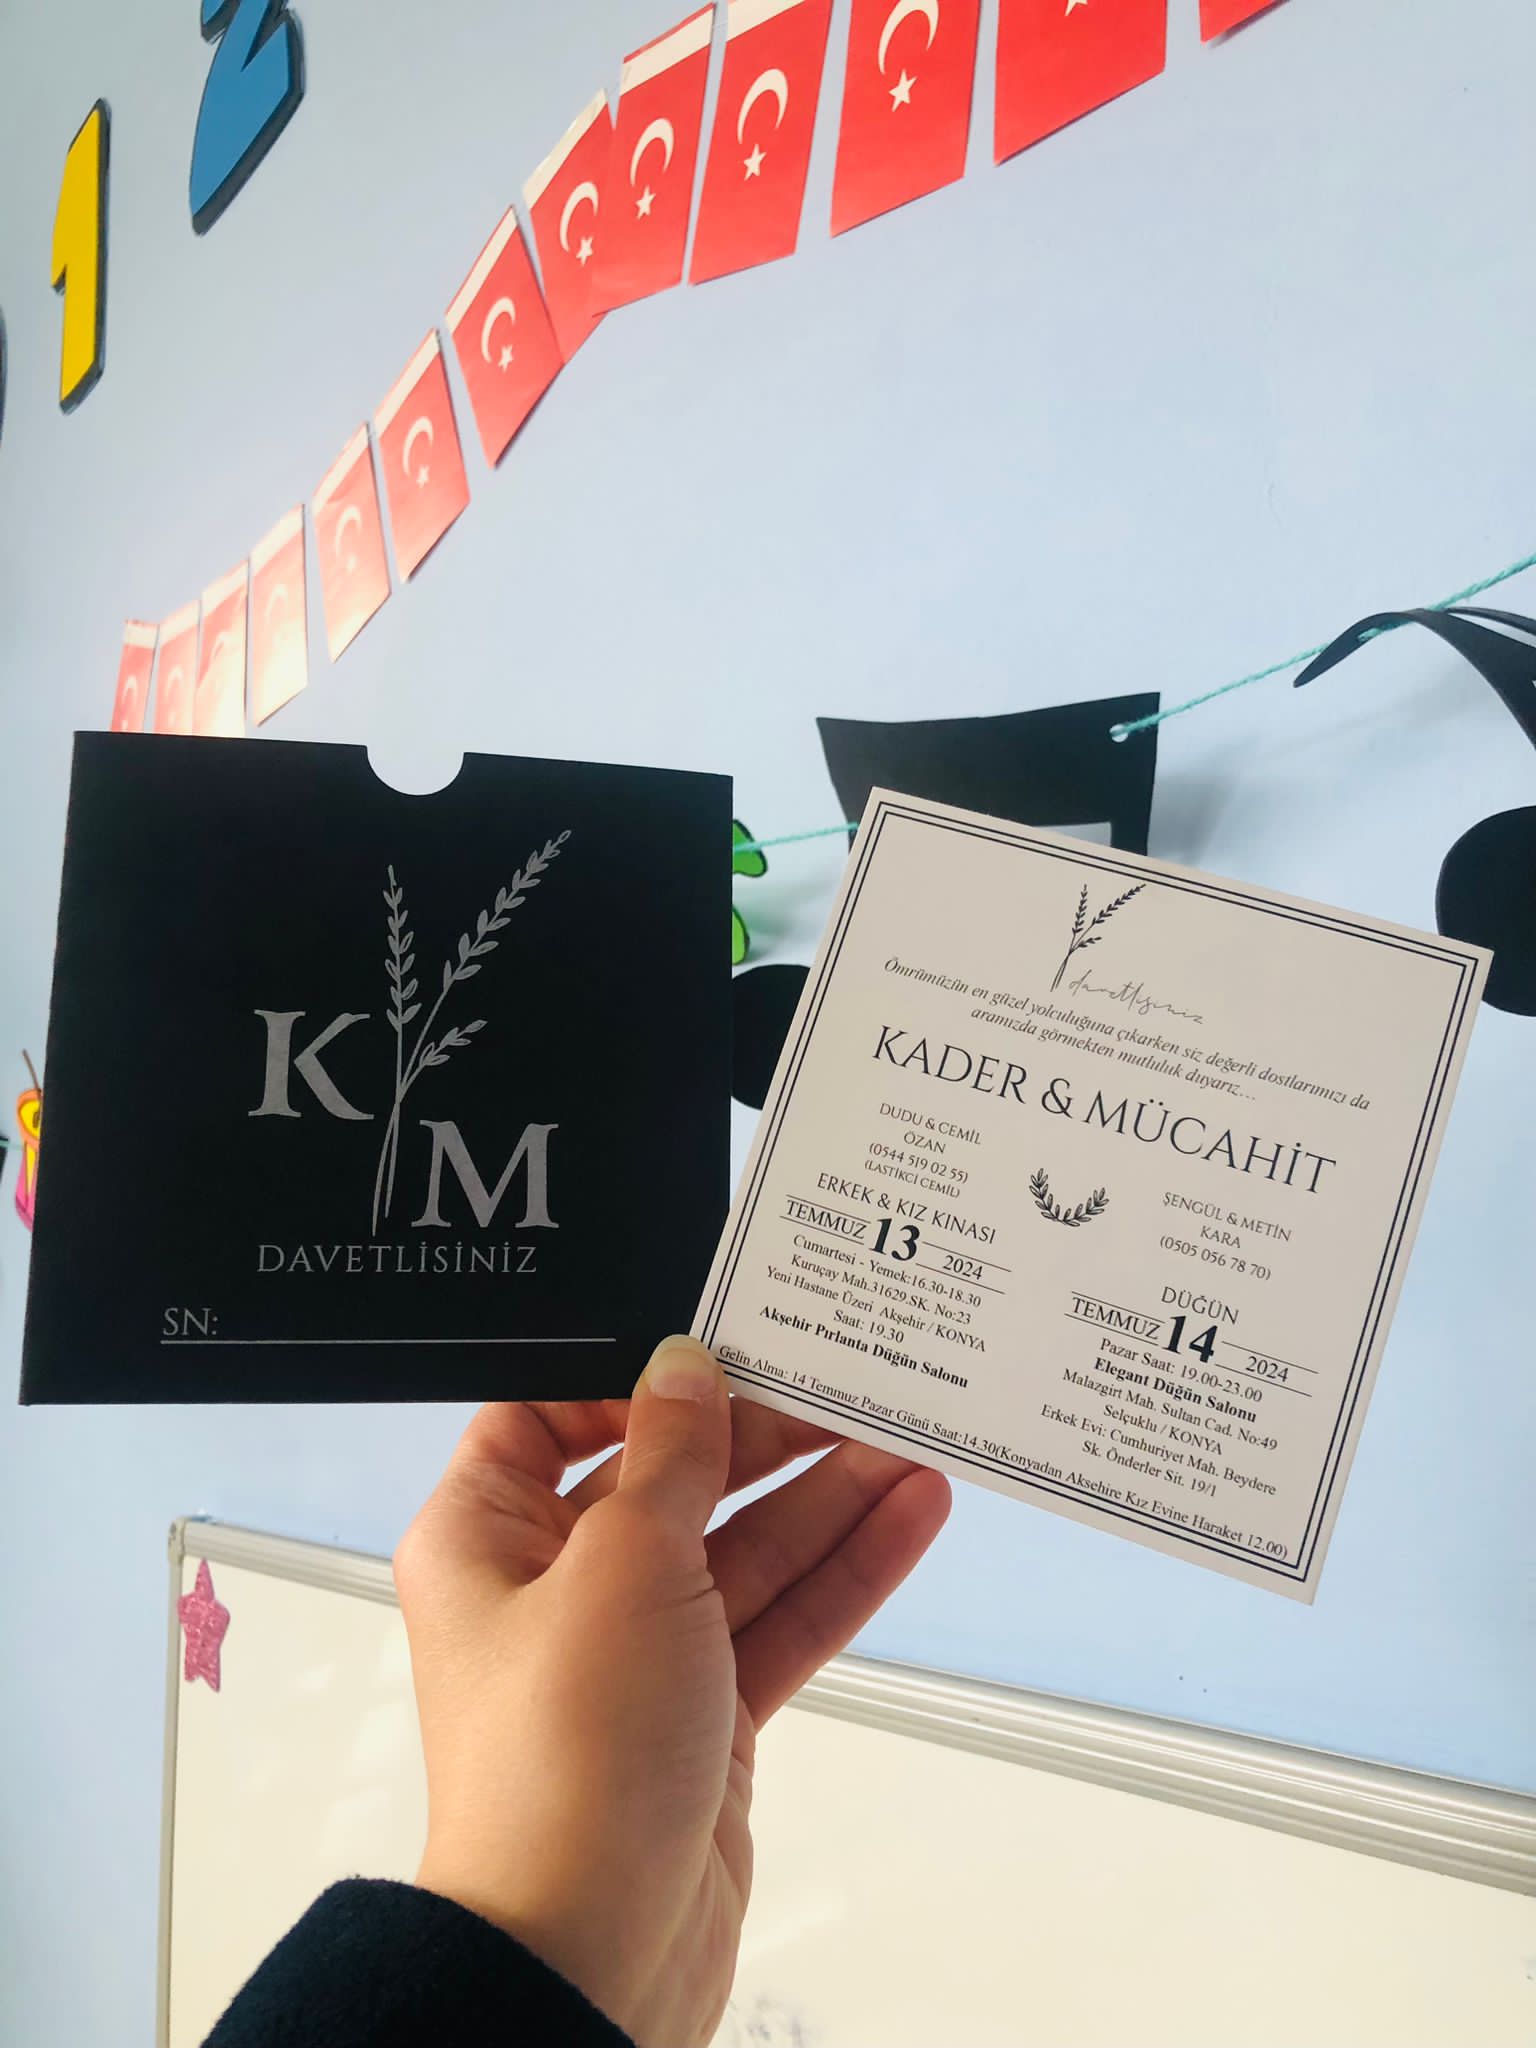 1
2
K
M
DAVETLİSİNİZ
SN:
davetlisiniz
Ömrümüzün en güzel yolculuğuna çıkarken siz değerli dostlarımızı da
aramızda görmekten mutluluk duyarız...
KADER & MÜCAHİT
DUDU & CEMİL
ÖZAN
(0544 519 02 55)
(LASTİKCİ CEMİL)
ERKEK & KIZ KINASI
TEMMUZ 13 2024
Cumartesi - Yemek:16.30-18.30
Kuruçay Mah.31629.SK. No:23
Yeni Hastane Üzeri Akşehir / KONYA
Saat: 19.30
Akşehir Pırlanta Düğün Salonu
ŞENGÜL & METİN
KARA
(0505 056 78 70)
DÜĞÜN
TEMMUZ 14 2024
Pazar Saat: 19.00-23.00
Elegant Düğün Salonu
Malazgirt Mah. Sultan Cad. No:49
Selçuklu / KONYA
Erkek Evi: Cumhuriyet Mah. Beydere
Sk. Önderler Sit. 19/1
Gelin Alma: 14 Temmuz Pazar Günü Saat:14.30(Konyadan Aksehire Kız Evine Haraket 12.00)